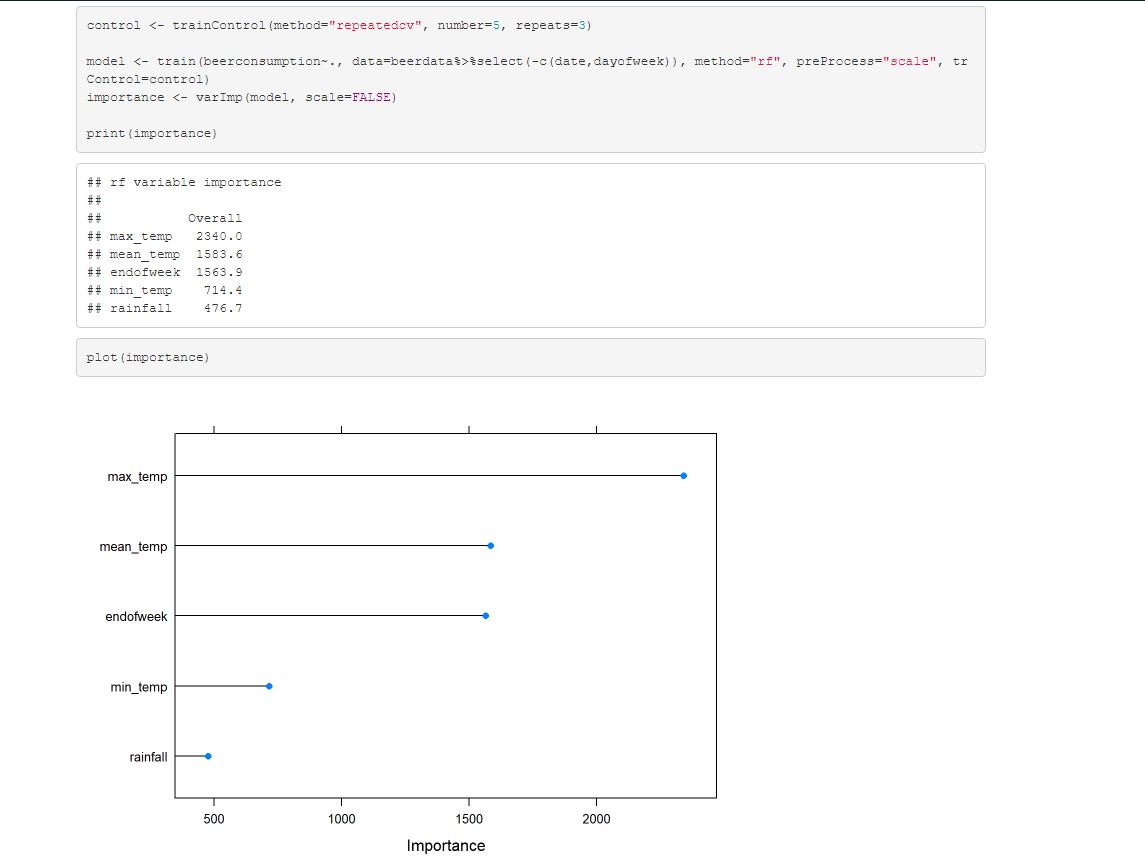 control <- trainControl(method="repeatedcv", number=5, repeats=3)
model <- train(beerconsumption~., data=beerdata%>%select(-c(date,dayofweek)), method="rf", preProcess="scale", tr
Control=control)
importance <- varImp(model, scale=FALSE)
print(importance)
## rf variable importance
##
##           Overall
## max_temp   2340.0
## mean_temp  1583.6
## endofweek  1563.9
## min_temp    714.4
## rainfall    476.7
plot(importance)
max_temp
mean_temp
endofweek
min_temp
rainfall
500 1000 1500 2000
Importance